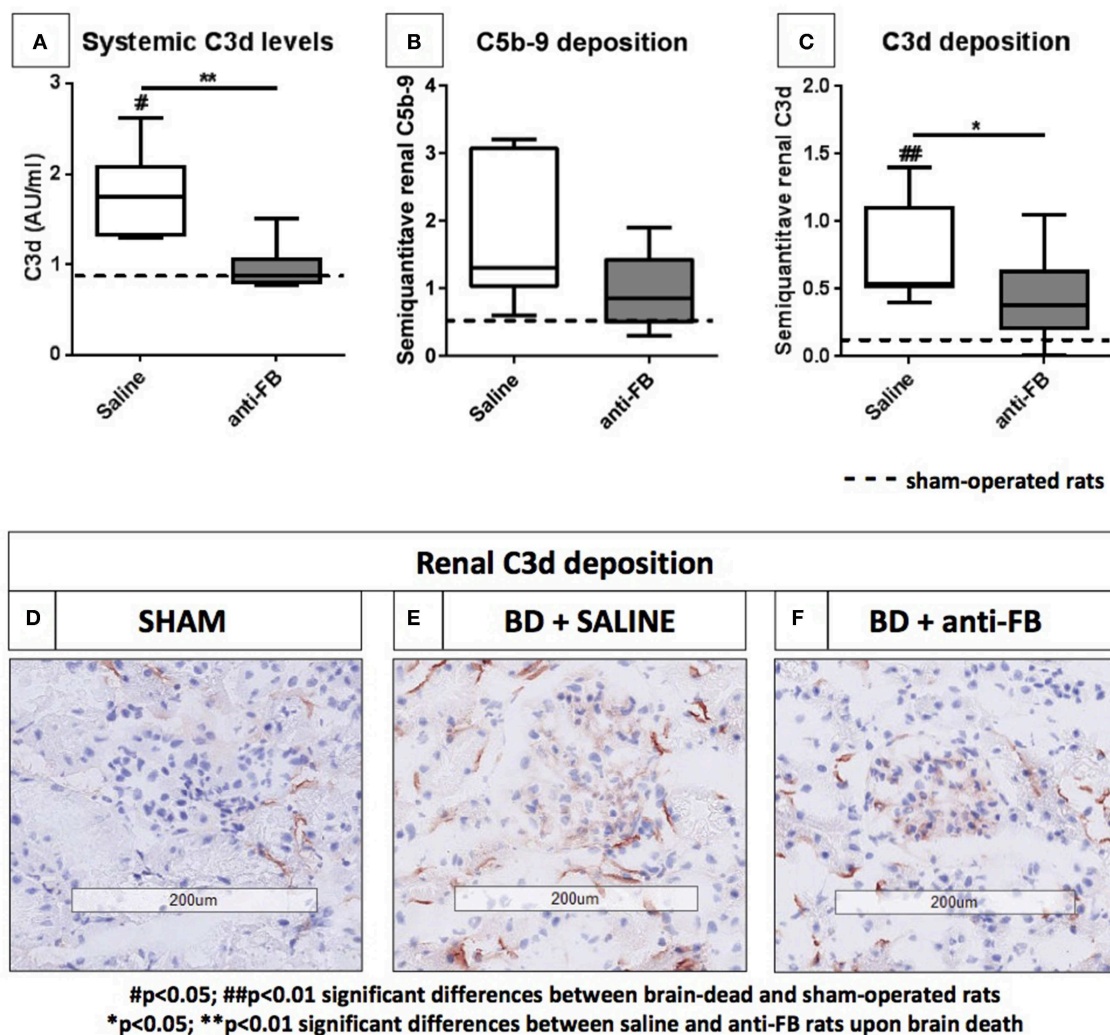 A Systemic C3d levels
3
2
1
0
C3d (AU/ml)
#
**
Saline
anti-FB
B C5b-9 deposition
4
3
2
1
0
Semiquantitave renal C5b-9
Saline
anti-FB
C C3d deposition
2.0
1.5
1.0
0.5
0.0
Semiquantitave renal C3d
##
*
Saline
anti-FB
sham-operated rats
Renal C3d deposition
D SHAM
E BD + SALINE
F BD + anti-FB
200um
200um
200um
#p<0.05; ##p<0.01 significant differences between brain-dead and sham-operated rats
*p<0.05; **p<0.01 significant differences between saline and anti-FB rats upon brain death